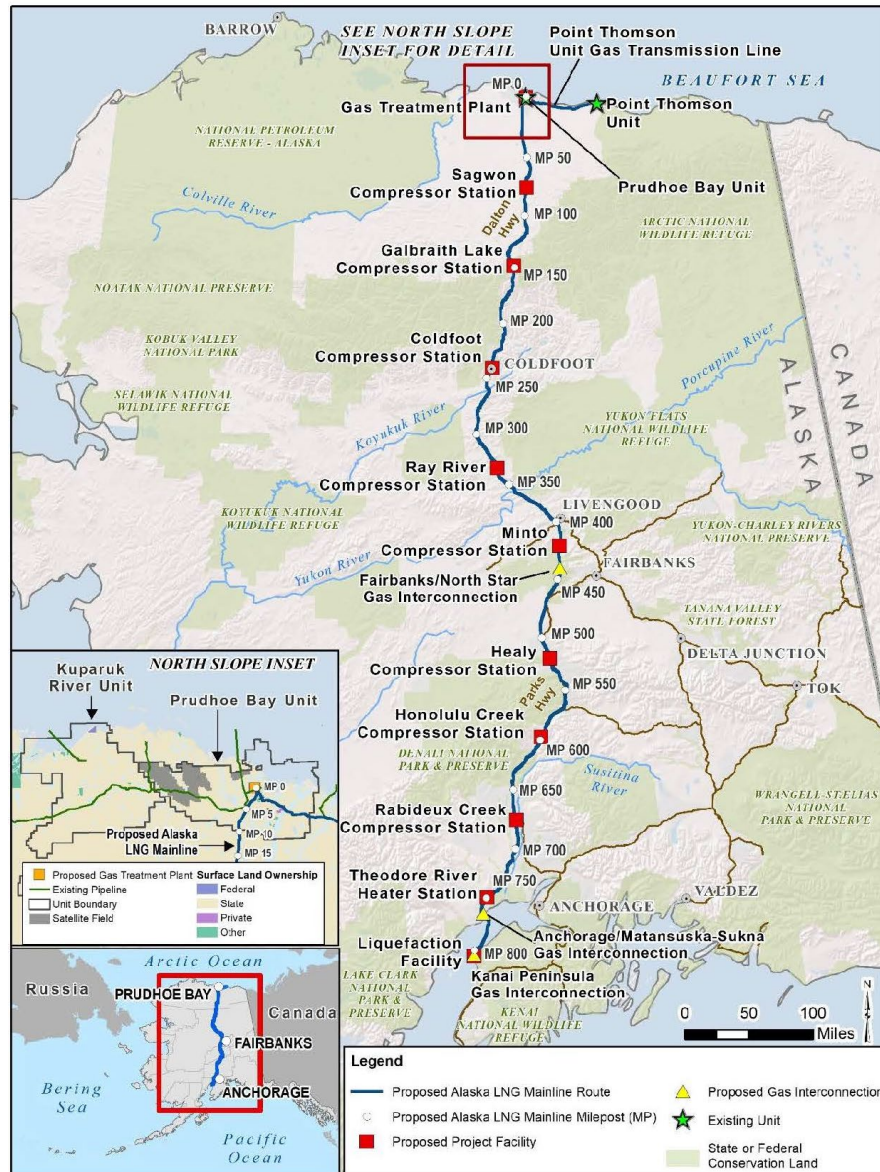 BARROW
SEE NORTH SLOPE
INSET FOR DETAIL
Point Thomson
Unit Gas Transmission Line
BEAUFORT SEA
MP 0
Gas Treatment Plant
Point Thomson
Unit
NATIONAL PETROLEUM
RESERVE - ALASKA
MP 50
Prudhoe Bay Unit
Sagwon
Compressor Station
Colville River
MP 100
Dalton
Hwy
ARCTIC NATIONAL
WILDLIFE REFUGE
Galbraith Lake
Compressor Station
MP 150
NOATAK NATIONAL PRESERVE
MP 200
KOBUK VALLEY
NATIONAL PARK
Coldfoot
Compressor Station
COLDFOOT
Porcupine River
ALASKA
CANADA
MP 250
SELAWIK NATIONAL
WILDLIFE REFUGE
Koyukuk River
MP 300
YUKON FLATS
NATIONAL WILDLIFE
REFUGE
Ray River
Compressor Station
MP 350
KOYUKUK NATIONAL
WILDLIFE REFUGE
LIVENGOOD
MP 400
YUKON-CHARLEY RIVERS
NATIONAL PRESERVE
Minto
Compressor Station
Yukon River
Fairbanks/North Star
Gas Interconnection
FAIRBANKS
MP 450
TANANA VALLEY
STATE FOREST
MP 500
DELTA JUNCTION
Healy
Compressor Station
MP 550
TOK
Parks
Hwy
Honolulu Creek
Compressor Station
MP 600
DENALI NATIONAL
PARK & PRESERVE
Susitina
River
MP 650
WRANGELL-ST.ELIAS
NATIONAL
PARK & PRESERVE
Rabideux Creek
Compressor Station
MP 700
Theodore River
Heater Station
MP 750
ANCHORAGE
VALDEZ
Anchorage/Matansuska-Sukna
Gas Interconnection
Liquefaction
Facility
MP 800
Kanai Peninsula
Gas Interconnection
LAKE CLARK
NATIONAL
PARK &
PRESERVE
KENAI
NATIONAL WILDLIFE
REFUGE
0 50 100
Miles
N
NORTH SLOPE INSET
Kuparuk
River Unit
Prudhoe Bay Unit
MP 0
MP 5
MP 10
MP 15
Proposed Alaska
LNG Mainline
Proposed Gas Treatment Plant
Existing Pipeline
Unit Boundary
Satellite Field
Surface Land Ownership
Federal
State
Private
Other
Arctic Ocean
Russia
PRUDHOE BAY
Canada
FAIRBANKS
ANCHORAGE
Bering
Sea
Pacific
Ocean
Legend
Proposed Alaska LNG Mainline Route
Proposed Alaska LNG Mainline Milepost (MP)
Proposed Project Facility
Proposed Gas Interconnection
Existing Unit
State or Federal
Conservation Land